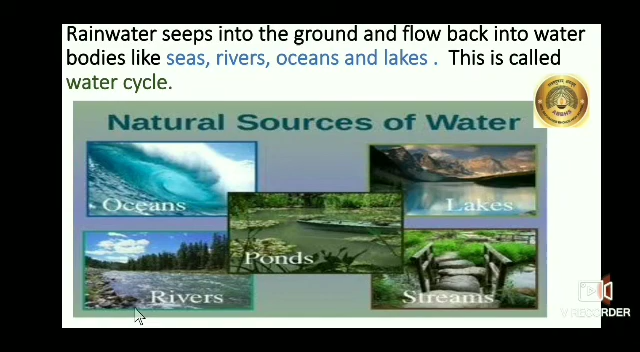 Rainwater seeps into the ground and flow back into water
bodies like seas, rivers, oceans and lakes . This is called
water cycle.
Natural Sources of Water
Oceans
Lakes
Ponds
Rivers
Streams